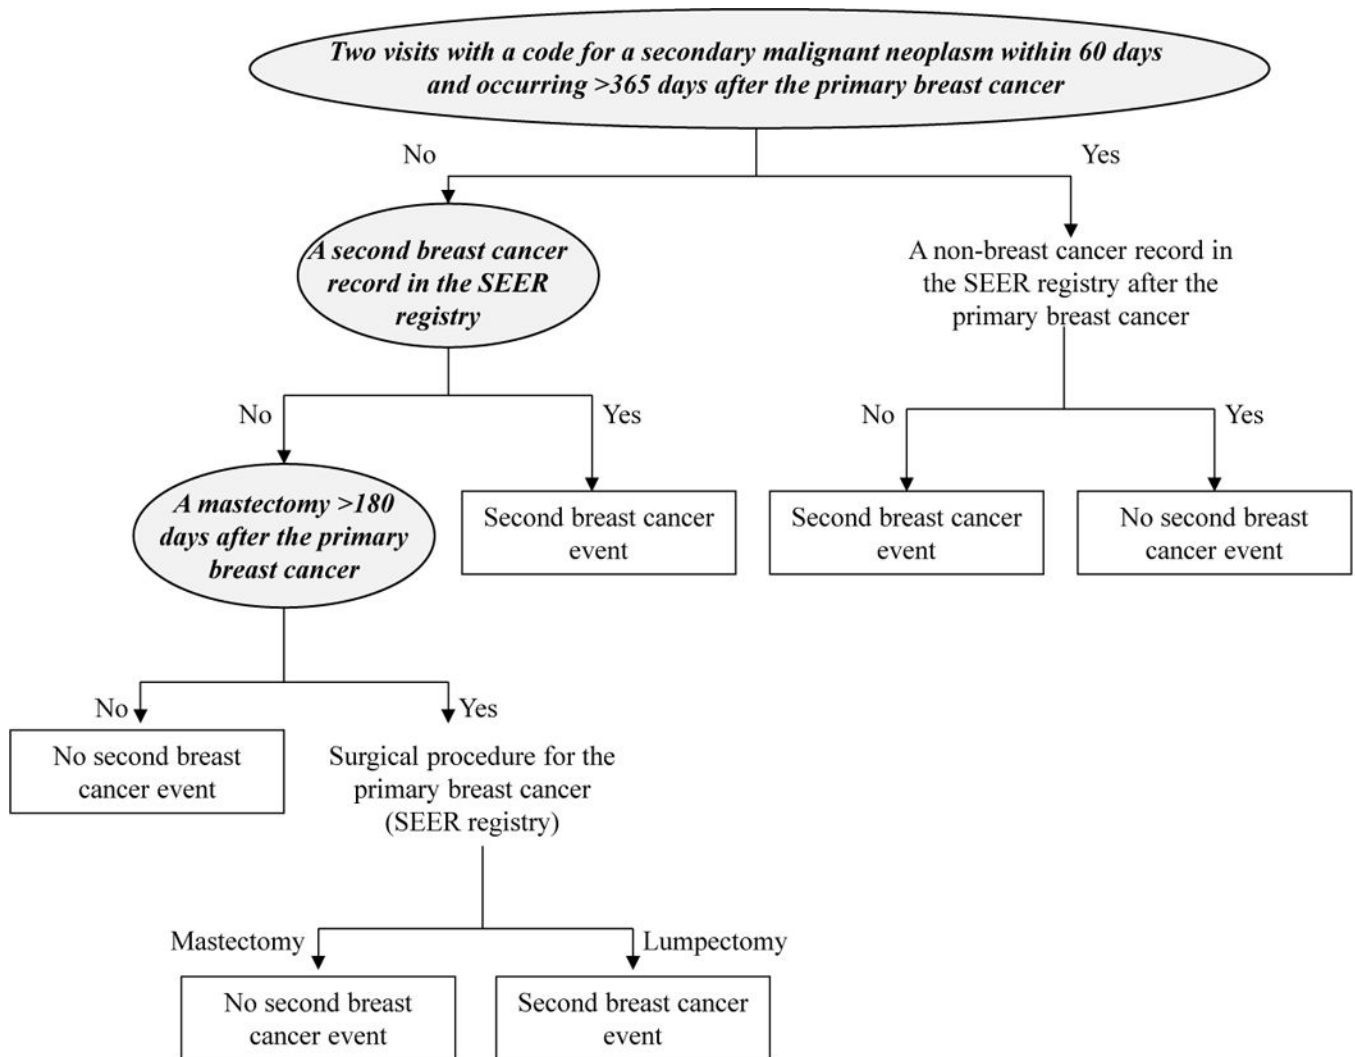 Two visits with a code for a secondary malignant neoplasm within 60 days
and occurring >365 days after the primary breast cancer
No
Yes
A second breast cancer
record in the SEER
registry
A non-breast cancer record in
the SEER registry after the
primary breast cancer
No
Yes
No
Yes
A mastectomy >180
days after the primary
breast cancer
Second breast cancer
event
Second breast cancer
event
No second breast
cancer event
No
Yes
No second breast
cancer event
Surgical procedure for the
primary breast cancer
(SEER registry)
Mastectomy
Lumpectomy
No second breast
cancer event
Second breast cancer
event